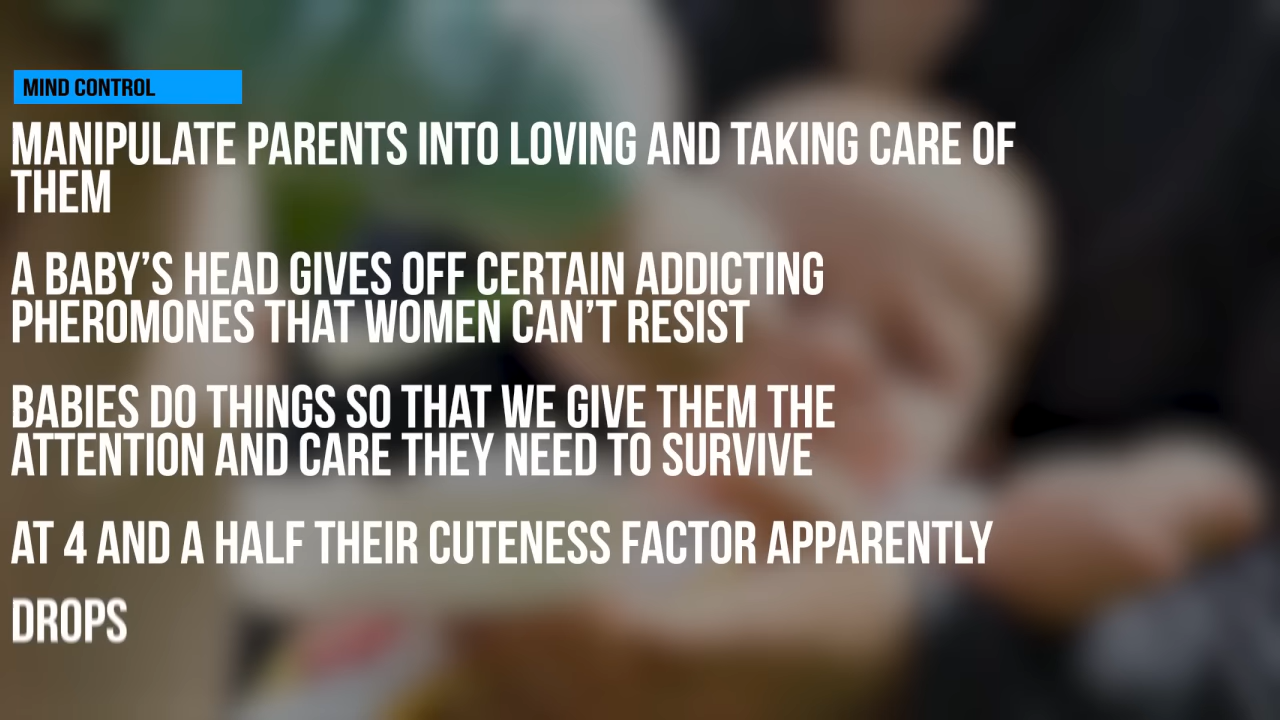 MIND CONTROL
MANIPULATE PARENTS INTO LOVING AND TAKING CARE OF
THEM
A BABY’S HEAD GIVES OFF CERTAIN ADDICTING
PHEROMONES THAT WOMEN CAN’T RESIST
BABIES DO THINGS SO THAT WE GIVE THEM THE
ATTENTION AND CARE THEY NEED TO SURVIVE
AT 4 AND A HALF THEIR CUTENESS FACTOR APPARENTLY
DROPS